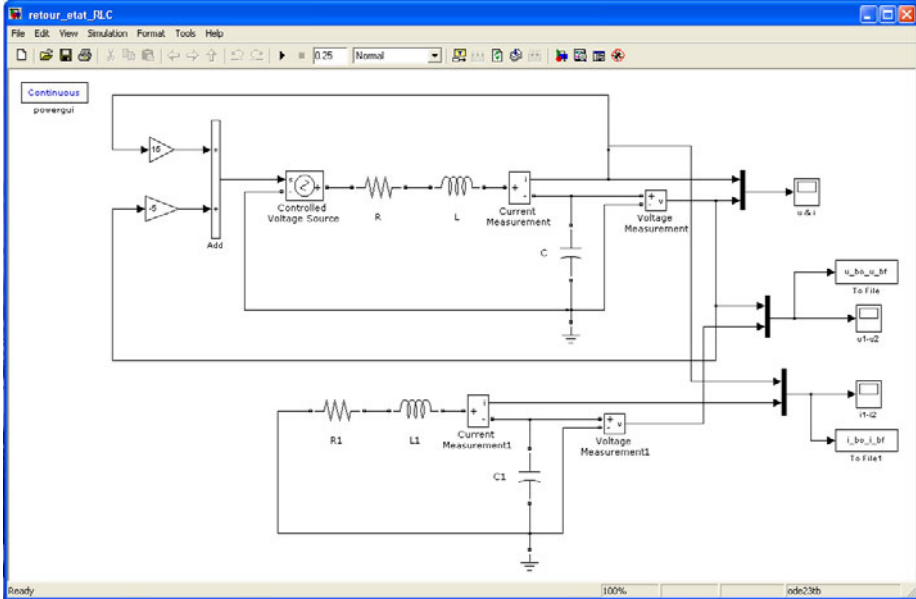 retour_etat_RLC
File Edit View Simulation Format Tools Help
0.25 Normal
Continuous
powergui
15
-5
+
+
Add
s
-
+
Controlled
Voltage Source
R
L
+
i
-
Current
Measurement
C
+
-
v
Voltage
Measurement
u & i
u_bo_u_bf
To File
u1-u2
R1
L1
+
i
-
Current
Measurement1
C1
+
-
v
Voltage
Measurement1
i1-i2
i_bo_i_bf
To File1
Ready 100% ode23tb